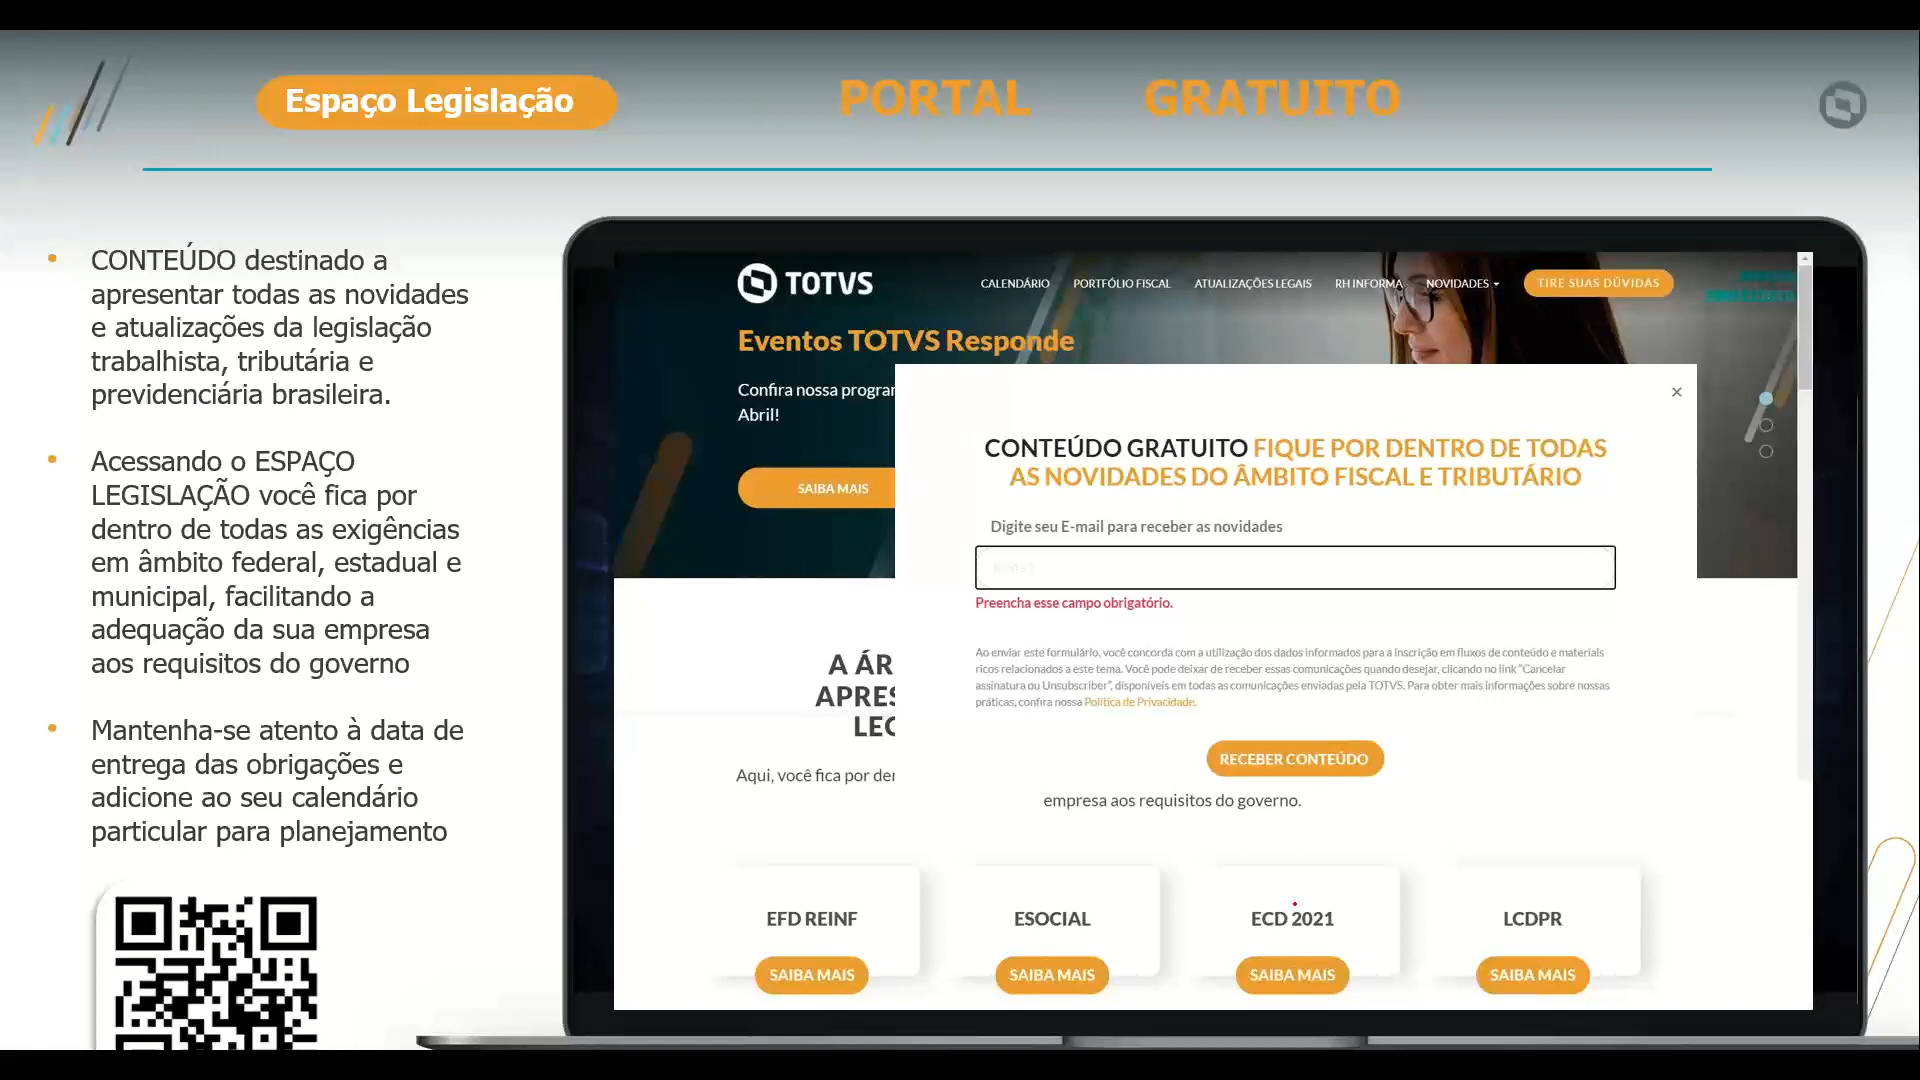 Espaço Legislação
PORTAL GRATUITO
CONTEÚDO destinado a
apresentar todas as novidades
e atualizações da legislação
trabalhista, tributária e
previdenciária brasileira.
Acessando o ESPAÇO
LEGISLAÇÃO você fica por
dentro de todas as exigências
em âmbito federal, estadual e
municipal, facilitando a
adequação da sua empresa
aos requisitos do governo
Mantenha-se atento à data de
entrega das obrigações e
adicione ao seu calendário
particular para planejamento
TOTVS
CALENDÁRIO PORTFÓLIO FISCAL ATUALIZAÇÕES LEGAIS RH INFORMA NOVIDADES TIRE SUAS DÚVIDAS
Eventos TOTVS Responde
Confira nossa progra
Abril!
SAIBA MAIS
×
CONTEÚDO GRATUITO FIQUE POR DENTRO DE TODAS
AS NOVIDADES DO ÂMBITO FISCAL E TRIBUTÁRIO
Digite seu E-mail para receber as novidades
Preencha esse campo obrigatório.
Ao enviar este formulário, você concorda com a utilização dos dados informados para a inscrição em fluxos de conteúdo e materiais
ricos relacionados a este tema. Você pode deixar de receber essas comunicações quando desejar, clicando no link "Cancelar
assinatura ou Unsubscriber", disponíveis em todas as comunicações enviadas pela TOTVS. Para obter mais informações sobre nossas
práticas, confira nossa Política de Privacidade.
RECEBER CONTEÚDO
A ÁR
APRES
LEG
Aqui, você fica por der
empresa aos requisitos do governo.
EFD REINF ESOCIAL ECD 2021 LCDPR
SAIBA MAIS SAIBA MAIS SAIBA MAIS SAIBA MAIS